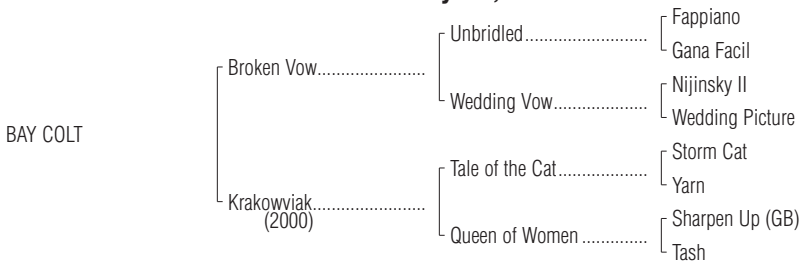 Fappiano
Unbridled
Gana Facil
Broken Vow
Nijinsky II
Wedding Vow
Wedding Picture
BAY COLT
Storm Cat
Tale of the Cat
Yarn
Krakowviak
(2000)
Sharpen Up (GB)
Queen of Women
Tash